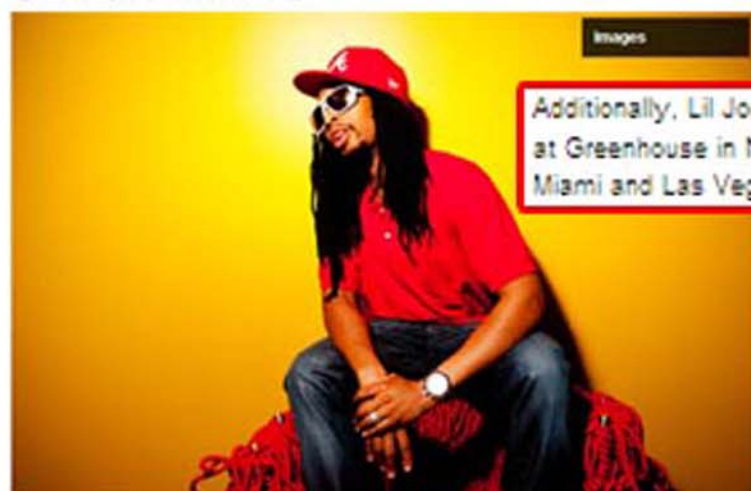 Images
Additionally, Lil Jo
at Greenhouse in
Miami and Las Veg
A